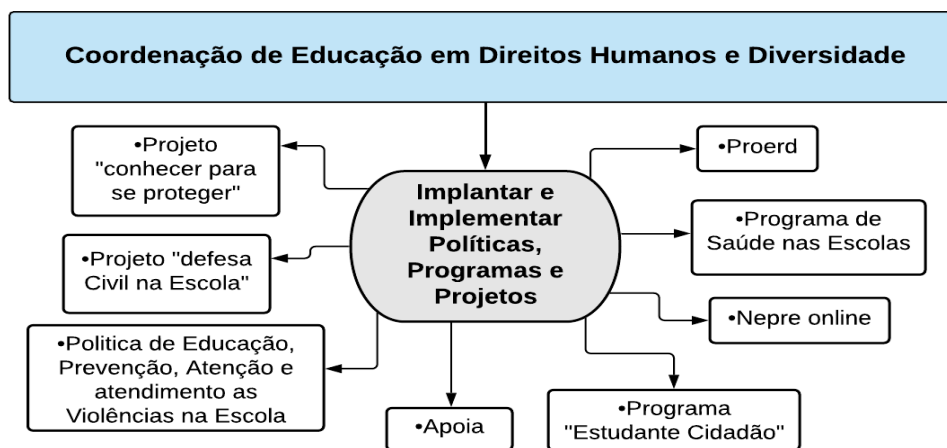 Coordenação de Educação em Direitos Humanos e Diversidade
•Projeto
"conhecer para
se proteger"
•Proerd
Implantar e
Implementar
Políticas,
Programas e
Projetos
•Programa de
Saúde nas Escolas
•Projeto "defesa
Civil na Escola"
•Nepre online
•Politica de Educação,
Prevenção, Atenção e
atendimento as
Violências na Escola
•Apoia
•Programa
"Estudante Cidadão"